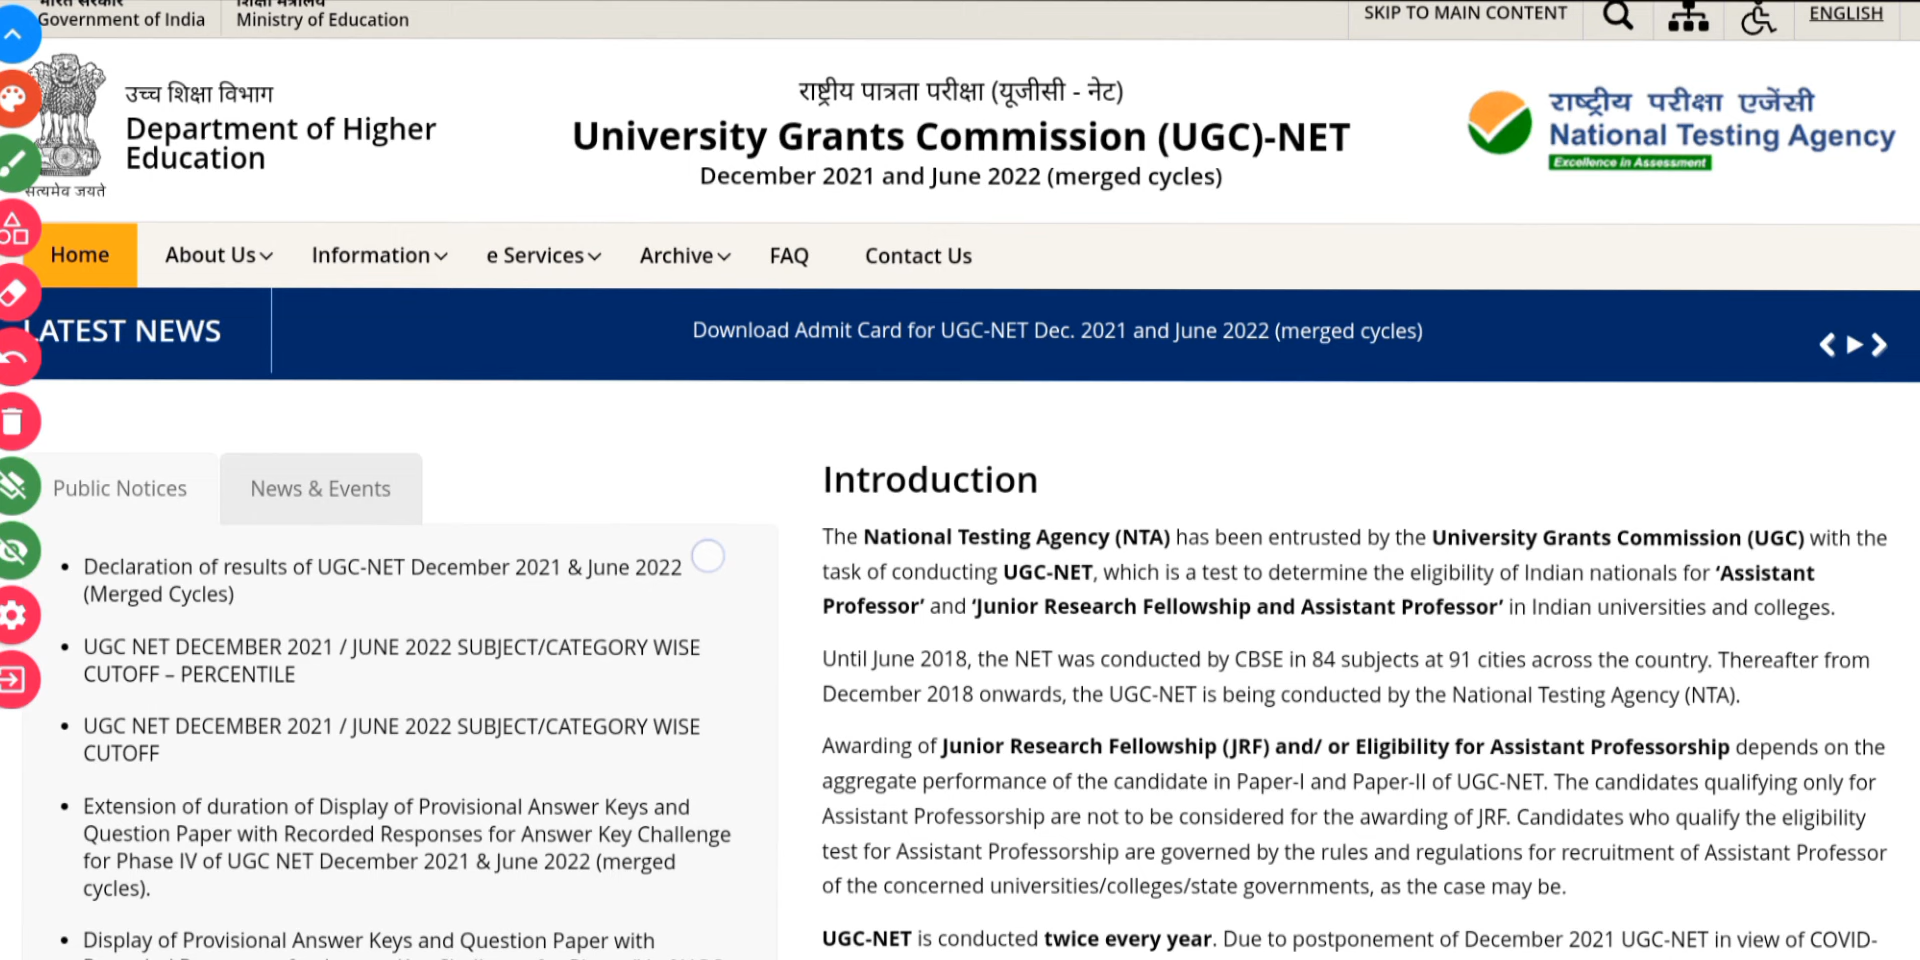 भारत सरकार
Government of India
शिक्षा मंत्रालय
Ministry of Education
SKIP TO MAIN CONTENT
ENGLISH
सत्यमेव जयते
उच्च शिक्षा विभाग
Department of Higher
Education
राष्ट्रीय पात्रता परीक्षा (यूजीसी - नेट)
University Grants Commission (UGC)-NET
December 2021 and June 2022 (merged cycles)
राष्ट्रीय परीक्षा एजेंसी
National Testing Agency
Excellence in Assessment
Home About Us Information e Services Archive FAQ Contact Us
LATEST NEWS
Download Admit Card for UGC-NET Dec. 2021 and June 2022 (merged cycles)
Public Notices News & Events
• Declaration of results of UGC-NET December 2021 & June 2022
(Merged Cycles)
• UGC NET DECEMBER 2021 / JUNE 2022 SUBJECT/CATEGORY WISE
CUTOFF – PERCENTILE
• UGC NET DECEMBER 2021 / JUNE 2022 SUBJECT/CATEGORY WISE
CUTOFF
• Extension of duration of Display of Provisional Answer Keys and
Question Paper with Recorded Responses for Answer Key Challenge
for Phase IV of UGC NET December 2021 & June 2022 (merged
cycles).
• Display of Provisional Answer Keys and Question Paper with
Introduction
The National Testing Agency (NTA) has been entrusted by the University Grants Commission (UGC) with the
task of conducting UGC-NET, which is a test to determine the eligibility of Indian nationals for ‘Assistant
Professor’ and ‘Junior Research Fellowship and Assistant Professor’ in Indian universities and colleges.
Until June 2018, the NET was conducted by CBSE in 84 subjects at 91 cities across the country. Thereafter from
December 2018 onwards, the UGC-NET is being conducted by the National Testing Agency (NTA).
Awarding of Junior Research Fellowship (JRF) and/ or Eligibility for Assistant Professorship depends on the
aggregate performance of the candidate in Paper-I and Paper-II of UGC-NET. The candidates qualifying only for
Assistant Professorship are not to be considered for the awarding of JRF. Candidates who qualify the eligibility
test for Assistant Professorship are governed by the rules and regulations for recruitment of Assistant Professor
of the concerned universities/colleges/state governments, as the case may be.
UGC-NET is conducted twice every year. Due to postponement of December 2021 UGC-NET in view of COVID-